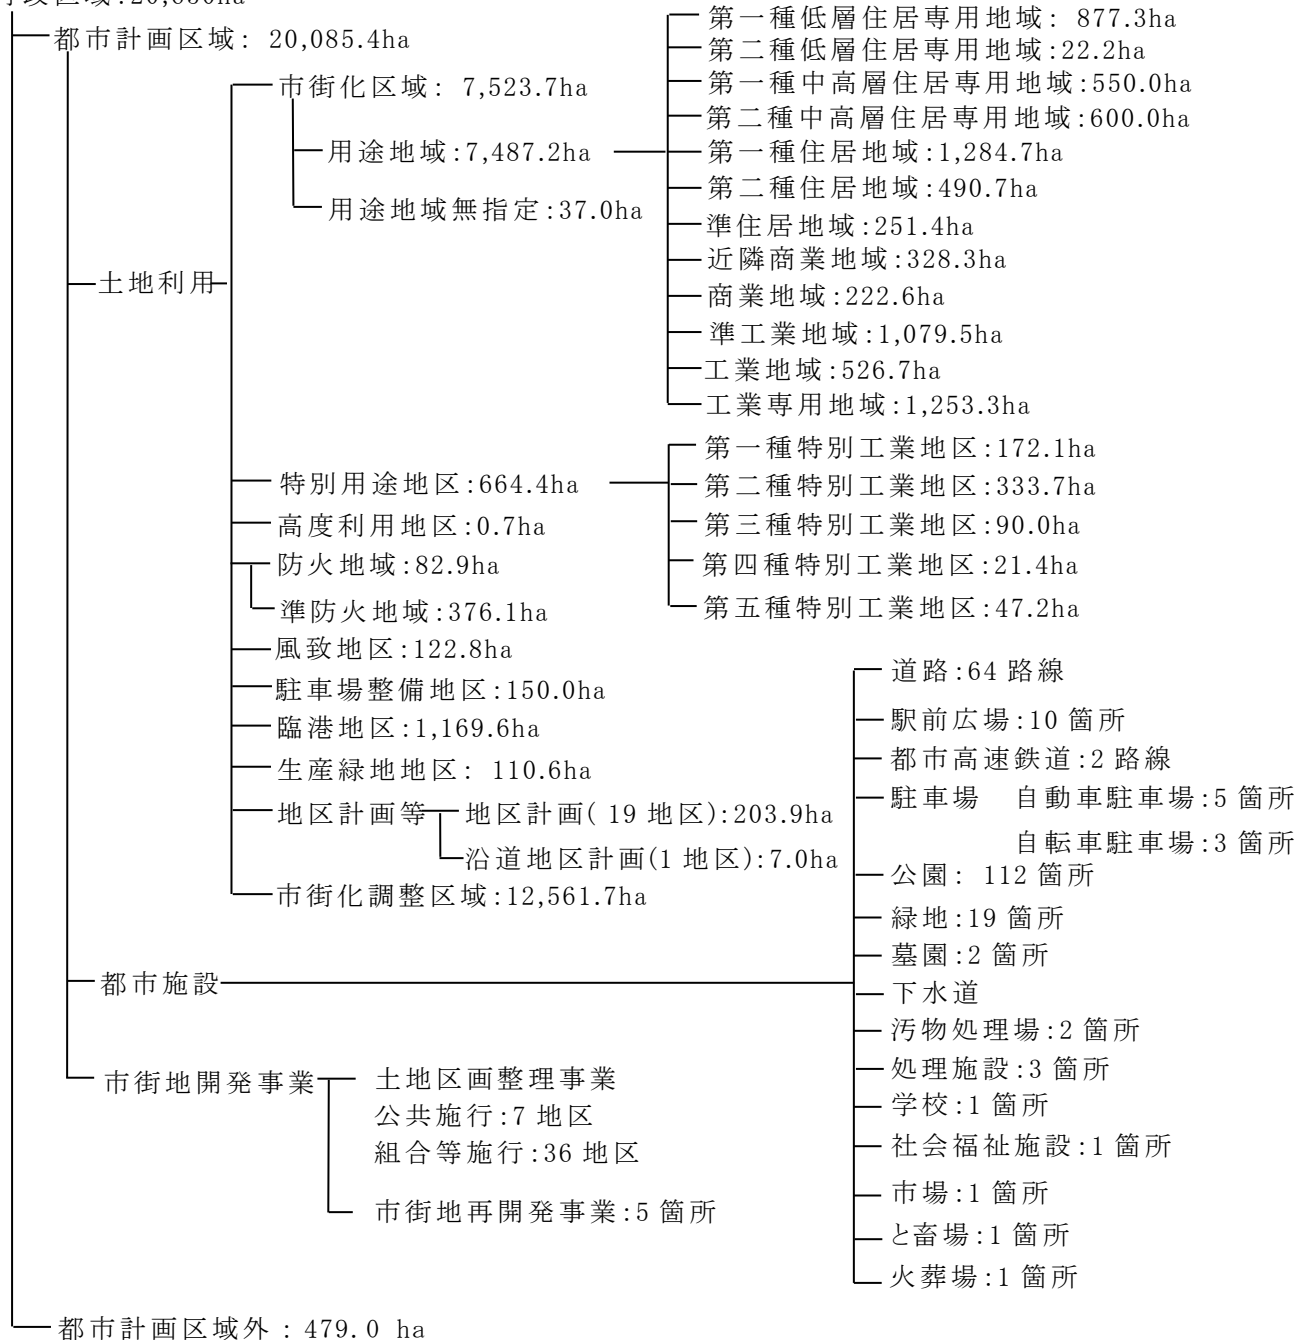 都市計画区域: 20,085.4ha
土地利用
市街化区域: 7,523.7ha
用途地域:7,487.2ha
第一種低層住居専用地域: 877.3ha
第二種低層住居専用地域:22.2ha
第一種中高層住居専用地域:550.0ha
第二種中高層住居専用地域:600.0ha
第一種住居地域:1,284.7ha
第二種住居地域:490.7ha
準住居地域:251.4ha
近隣商業地域:328.3ha
商業地域:222.6ha
準工業地域:1,079.5ha
工業地域:526.7ha
工業専用地域:1,253.3ha
用途地域無指定:37.0ha
特別用途地区:664.4ha
第一種特別工業地区:172.1ha
第二種特別工業地区:333.7ha
第三種特別工業地区:90.0ha
第四種特別工業地区:21.4ha
第五種特別工業地区:47.2ha
高度利用地区:0.7ha
防火地域:82.9ha
準防火地域:376.1ha
風致地区:122.8ha
駐車場整備地区:150.0ha
臨港地区:1,169.6ha
生産緑地地区: 110.6ha
地区計画等
地区計画( 19 地区):203.9ha
沿道地区計画(1 地区):7.0ha
市街化調整区域:12,561.7ha
都市施設
道路:64 路線
駅前広場:10 箇所
都市高速鉄道:2 路線
駐車場 自動車駐車場:5 箇所
自転車駐車場:3 箇所
公園: 112 箇所
緑地:19 箇所
墓園:2 箇所
下水道
汚物処理場:2 箇所
処理施設:3 箇所
学校:1 箇所
社会福祉施設:1 箇所
市場:1 箇所
と畜場:1 箇所
火葬場:1 箇所
市街地開発事業
土地区画整理事業
公共施行:7 地区
組合等施行:36 地区
市街地再開発事業:5 箇所
都市計画区域外 : 479.0 ha